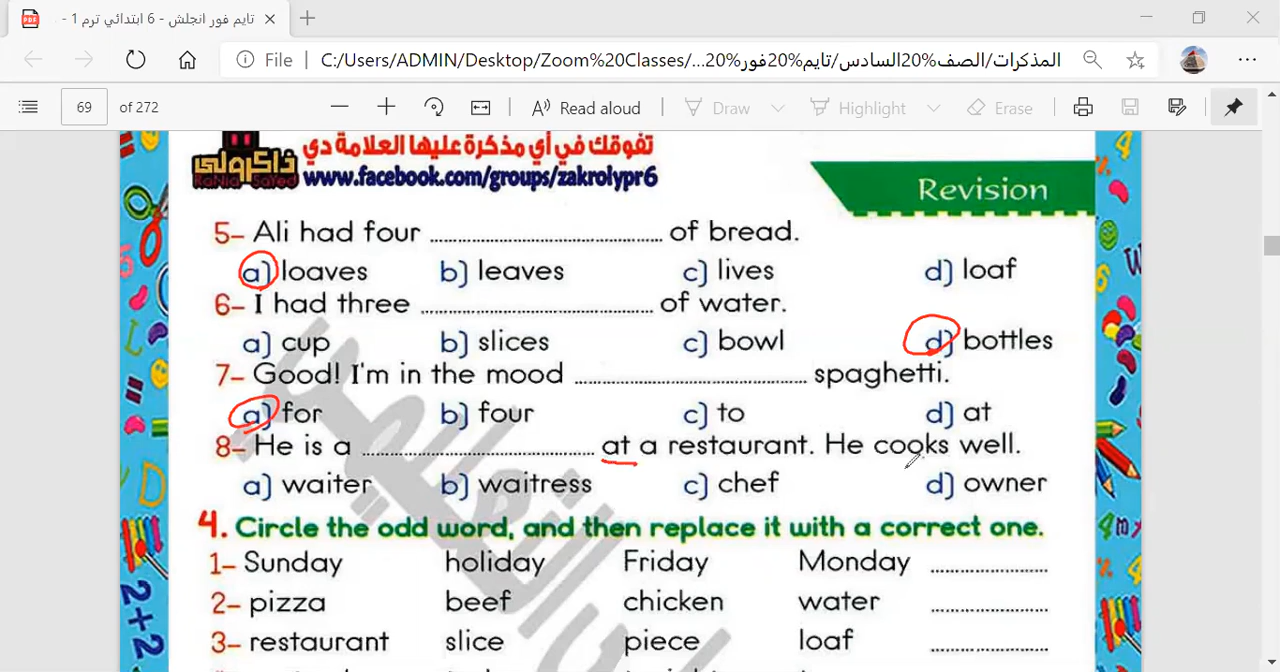 تايم فور انجلش - 6 ابتدائي ترم 1 -
File C:/Users/ADMIN/Desktop/Zoom%20Classes/المذكرات/الصف%20السادس/تايم%20فور%20...
69 of 272 Read aloud Draw Highlight Erase
تفوقك في أي مذكرة عليها العلامة دي
ذاكرولى
RaNia SaYed
www.facebook.com/groups/zakrolypr6
Revision
5- Ali had four ........................................ of bread.
a) loaves b) leaves c) lives d) loaf
6- I had three ........................................ of water.
a) cup b) slices c) bowl d) bottles
7- Good! I'm in the mood ........................................ spaghetti.
a) for b) four c) to d) at
8- He is a ........................................ at a restaurant. He cooks well.
a) waiter b) waitress c) chef d) owner
4. Circle the odd word, and then replace it with a correct one.
1- Sunday holiday Friday Monday ....................
2- pizza beef chicken water ....................
3- restaurant slice piece loaf